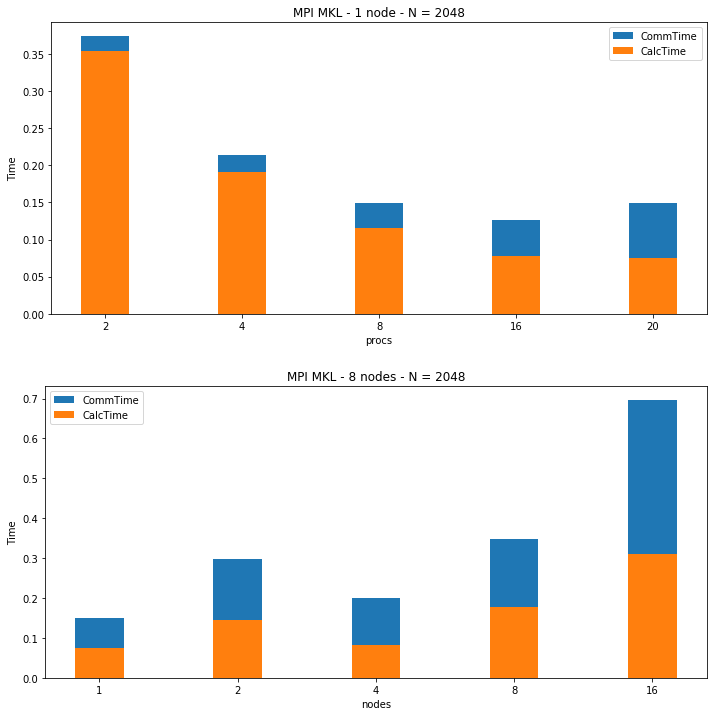 MPI MKL - 1 node - N = 2048
CommTime
CalcTime
Time
0.35
0.30
0.25
0.20
0.15
0.10
0.05
0.00
2 4 8 16 20
procs
MPI MKL - 8 nodes - N = 2048
CommTime
CalcTime
Time
0.7
0.6
0.5
0.4
0.3
0.2
0.1
0.0
1 2 4 8 16
nodes